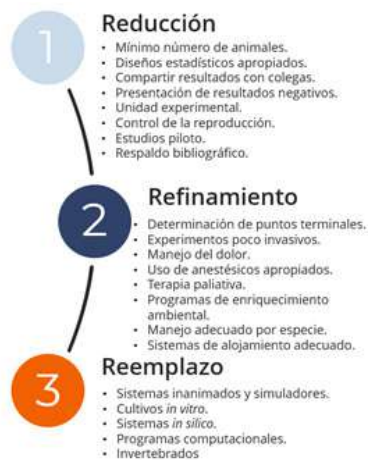 1
Reducción
• Mínimo número de animales.
• Diseños estadísticos apropiados.
• Compartir resultados con colegas.
• Presentación de resultados negativos.
• Unidad experimental.
• Control de la reproducción.
• Estudios piloto.
• Respaldo bibliográfico.
2
Refinamiento
• Determinación de puntos terminales.
• Experimentos poco invasivos.
• Manejo del dolor.
• Uso de anestésicos apropiados.
• Terapia paliativa.
• Programas de enriquecimiento
ambiental.
• Manejo adecuado por especie.
• Sistemas de alojamiento adecuado.
3
Reemplazo
• Sistemas inanimados y simuladores.
• Cultivos in vitro.
• Sistemas in silico.
• Programas computacionales.
• Invertebrados